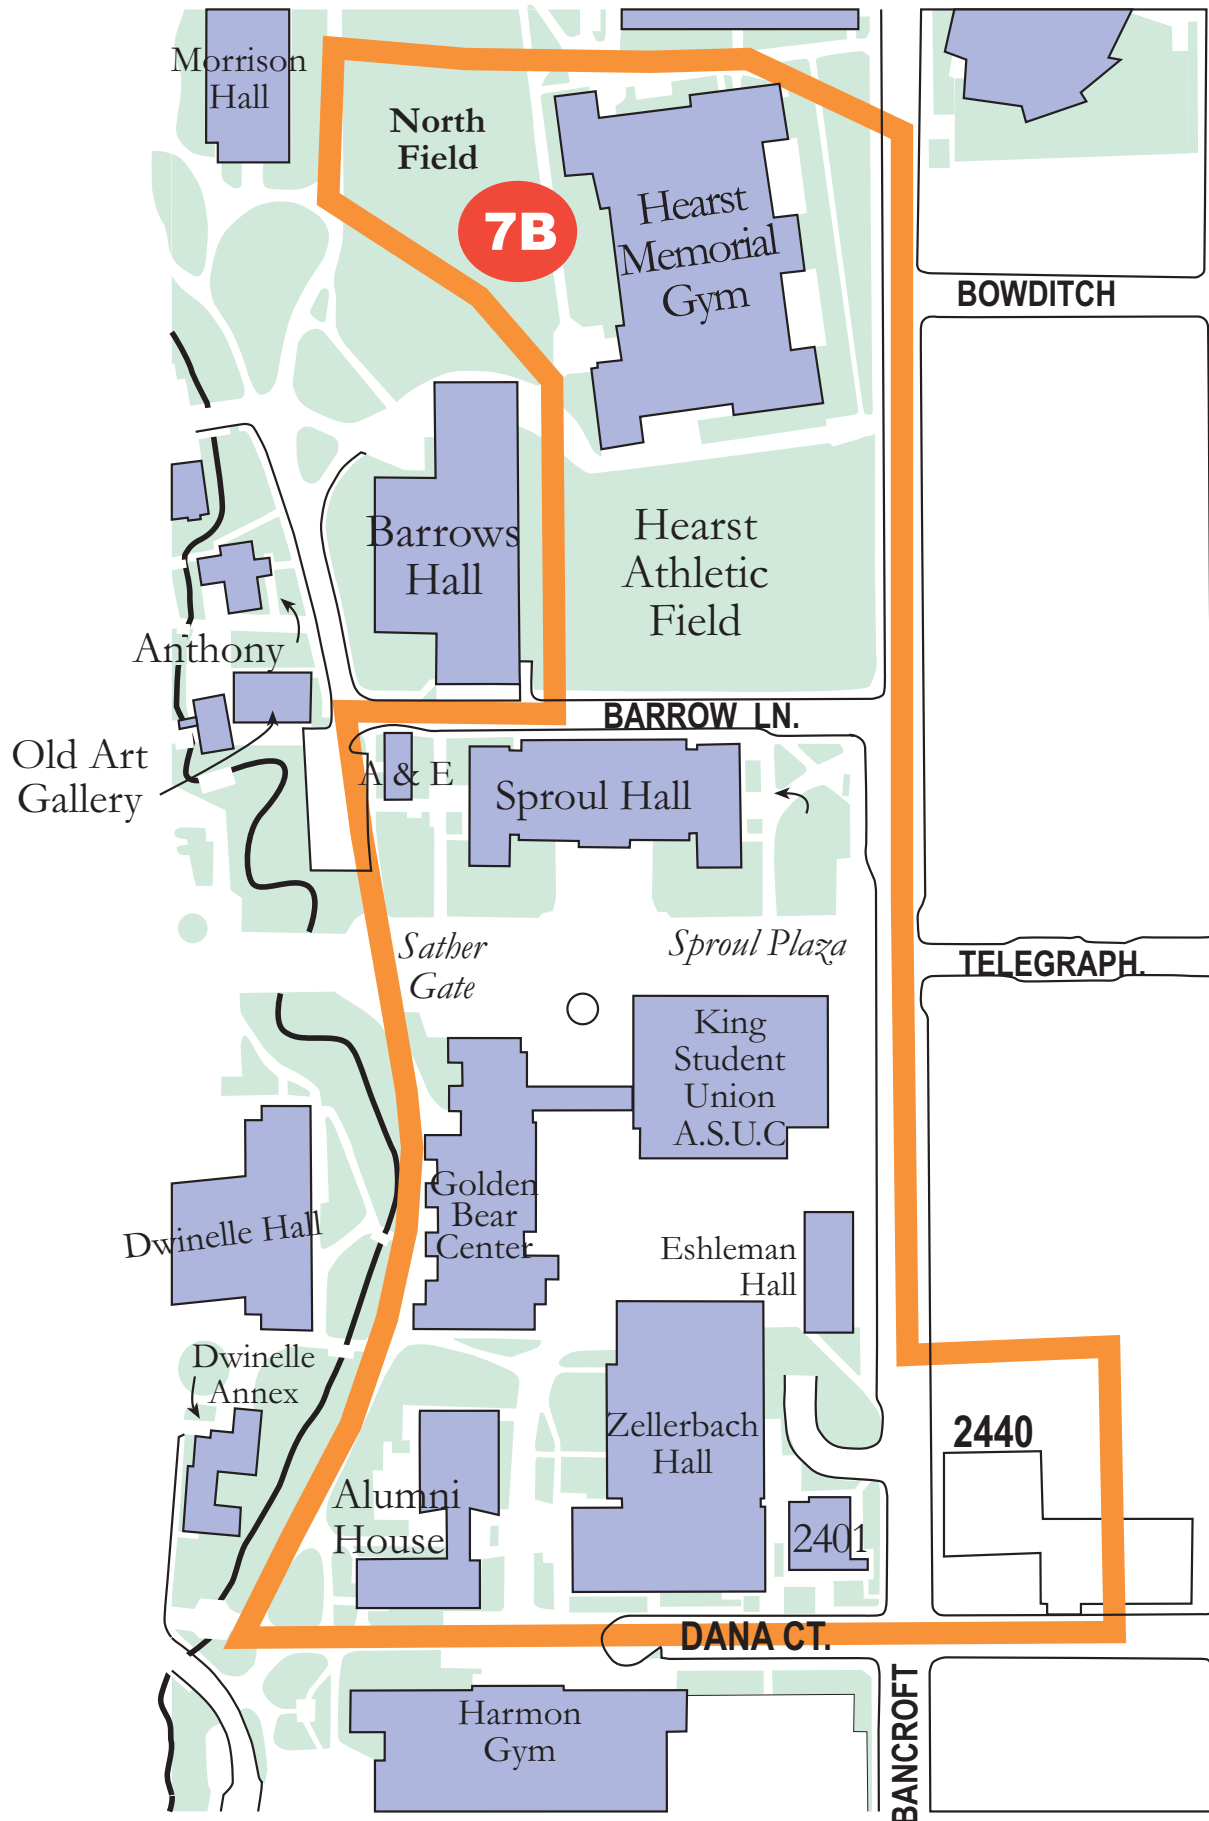 Morrison
Hall
North
Field
7B
Hearst
Memorial
Gym
BOWDITCH
Barrows
Hall
Hearst
Athletic
Field
Anthony
BARROW LN.
Old Art
Gallery
A & E
Sproul Hall
Sather
Gate
Sproul Plaza
TELEGRAPH.
King
Student
Union
A.S.U.C
Golden
Bear
Center
Dwinelle Hall
Eshleman
Hall
Dwinelle
Annex
Zellerbach
Hall
2440
Alumni
House
2401
DANA CT.
BANCROFT
Harmon
Gym